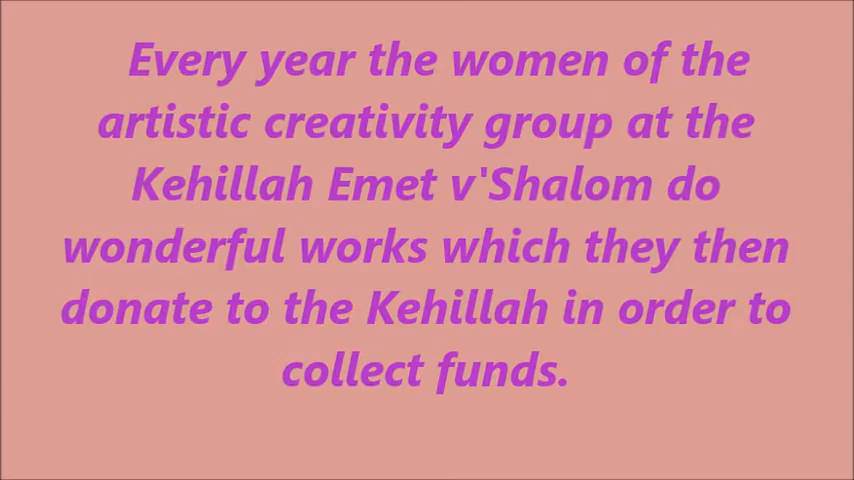 Every year the women of the
artistic creativity group at the
Kehillah Emet v'Shalom do
wonderful works which they then
donate to the Kehillah in order to
collect funds.